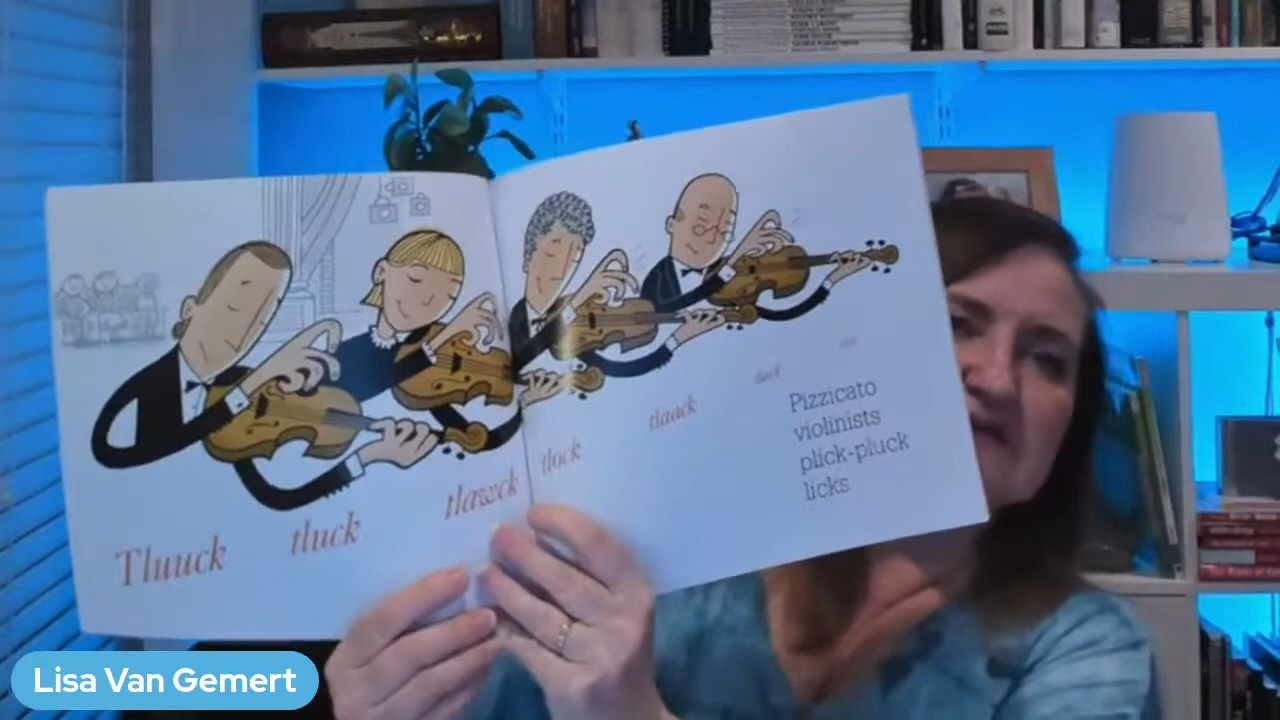 Tluuck
tluck
tlawck
tlock
tlaack
Pizzicato
violinists
plick-pluck
licks
Lisa Van Gemert